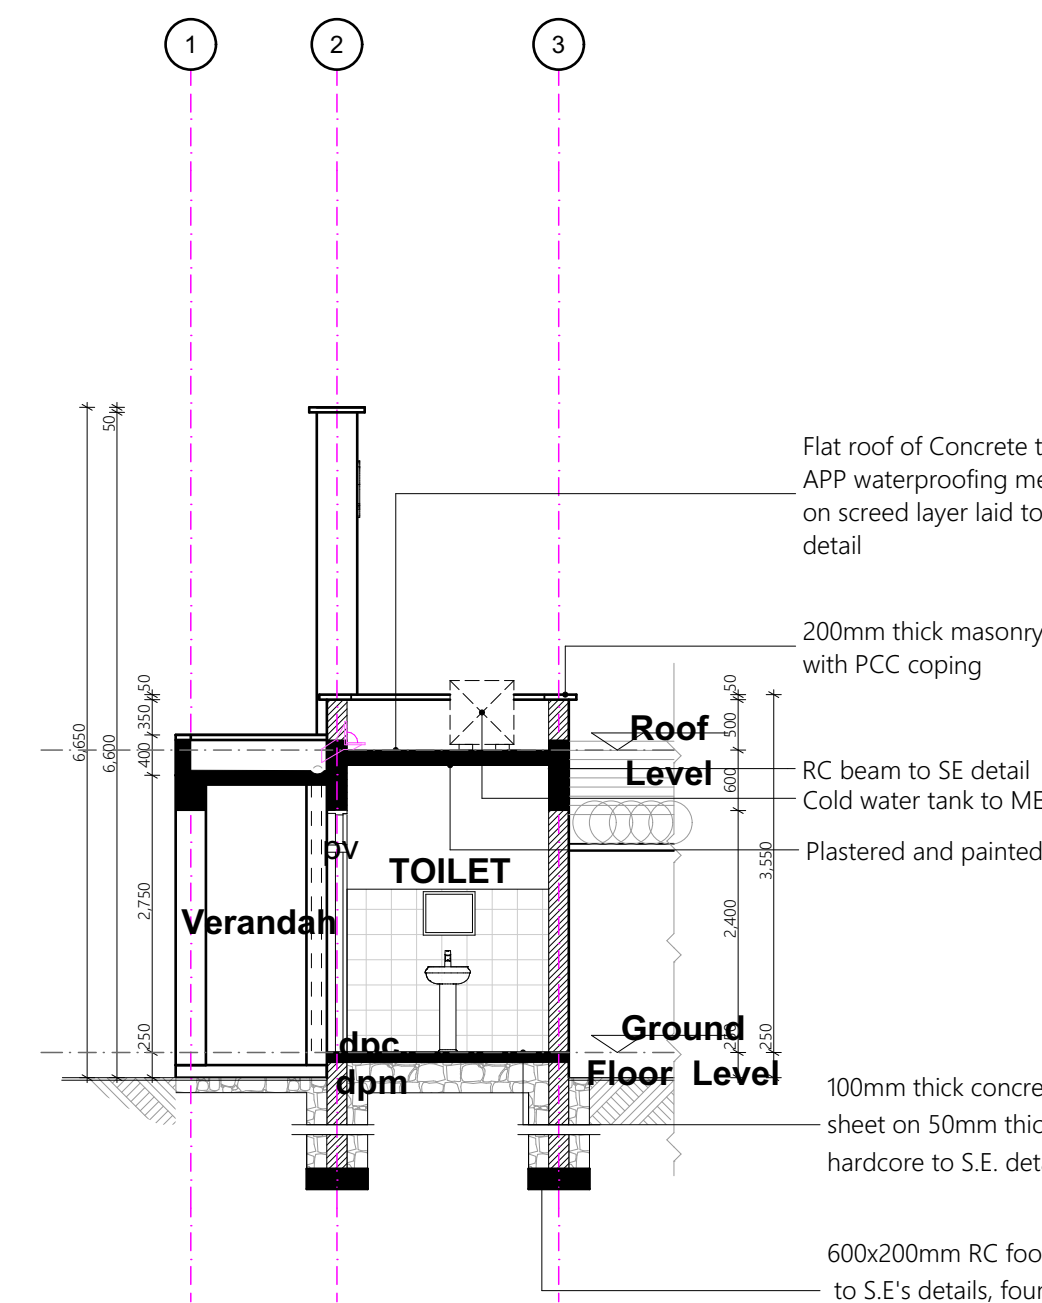 1
2
3
50
6,650
6,600
50
350
400
2,750
250
Flat roof of Concrete t
APP waterproofing me
on screed layer laid to
detail
200mm thick masonry
with PCC coping
50
500
600
2,400
250
3,550
250
Roof
Level
RC beam to SE detail
Cold water tank to ME
Plastered and painted
pv
TOILET
Verandah
Ground
Floor Level
dpc
dpm
100mm thick concre
sheet on 50mm thic
hardcore to S.E. deta
600x200mm RC foo
to S.E's details, four